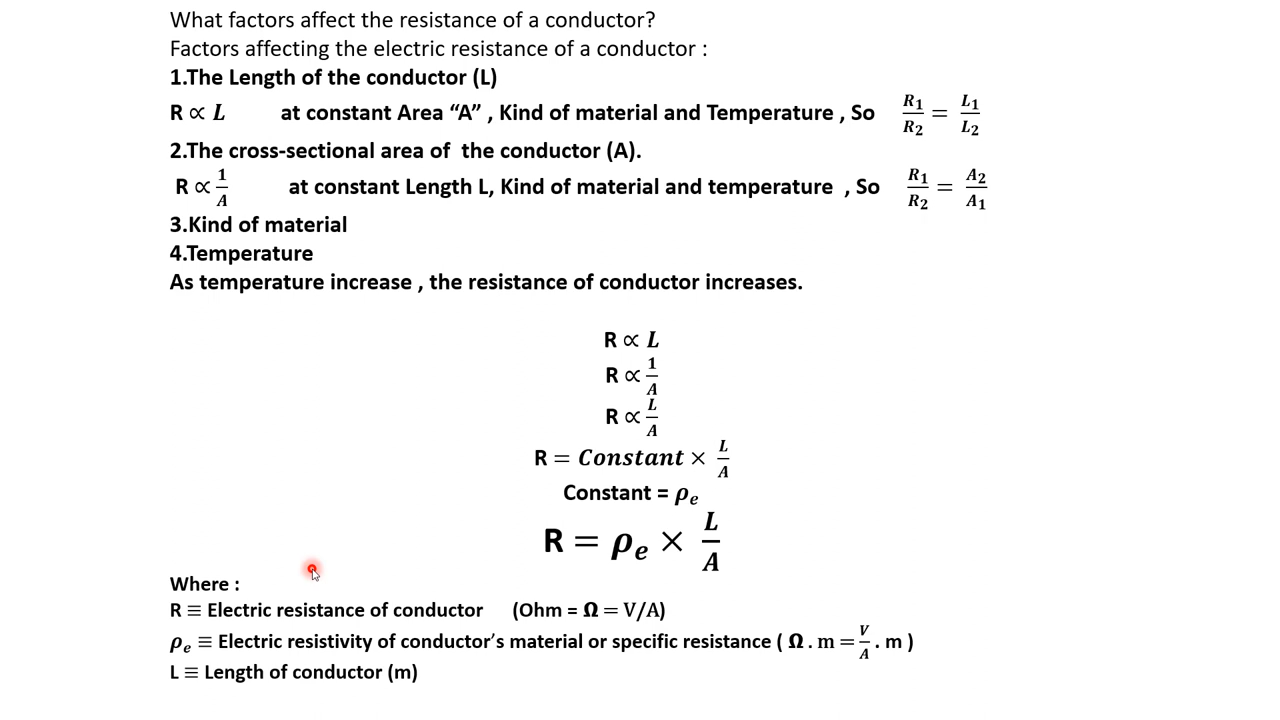 What factors affect the resistance of a conductor?
Factors affecting the electric resistance of a conductor :
1.The Length of the conductor (L)
R ∝ L at constant Area “A” , Kind of material and Temperature , So R₁/R₂ = L₁/L₂
2.The cross-sectional area of the conductor (A).
R ∝ 1/A at constant Length L, Kind of material and temperature , So R₁/R₂ = A₂/A₁
3.Kind of material
4.Temperature
As temperature increase , the resistance of conductor increases.
R ∝ L
R ∝ 1/A
R ∝ L/A
R = Constant × L/A
Constant = ρₑ
R = ρₑ × L/A
Where :
R ≡ Electric resistance of conductor (Ohm = Ω = V/A)
ρₑ ≡ Electric resistivity of conductor’s material or specific resistance ( Ω . m = V/A . m )
L ≡ Length of conductor (m)